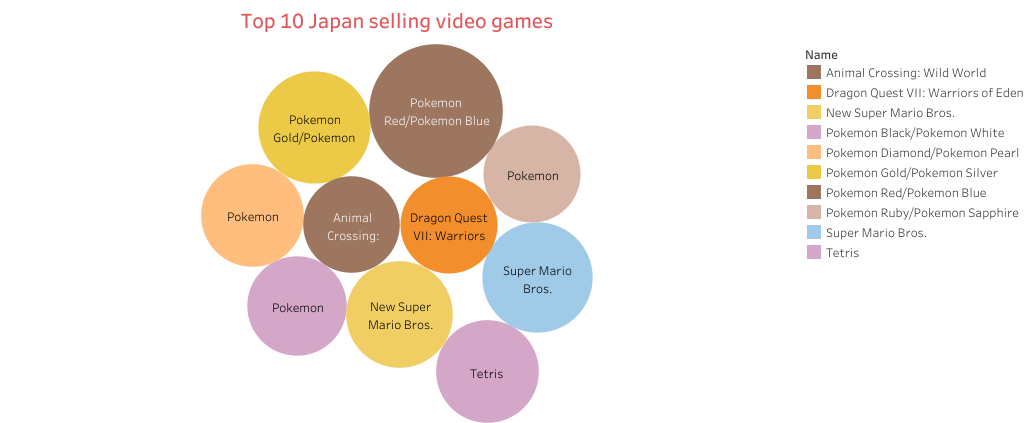 Top 10 Japan selling video games
Pokemon
Red/Pokemon Blue
Pokemon
Gold/Pokemon
Pokemon
Pokemon
Animal
Crossing:
Dragon Quest
VII: Warriors
Super Mario
Bros.
Pokemon
New Super
Mario Bros.
Tetris
Name
Animal Crossing: Wild World
Dragon Quest VII: Warriors of Eden
New Super Mario Bros.
Pokemon Black/Pokemon White
Pokemon Diamond/Pokemon Pearl
Pokemon Gold/Pokemon Silver
Pokemon Red/Pokemon Blue
Pokemon Ruby/Pokemon Sapphire
Super Mario Bros.
Tetris